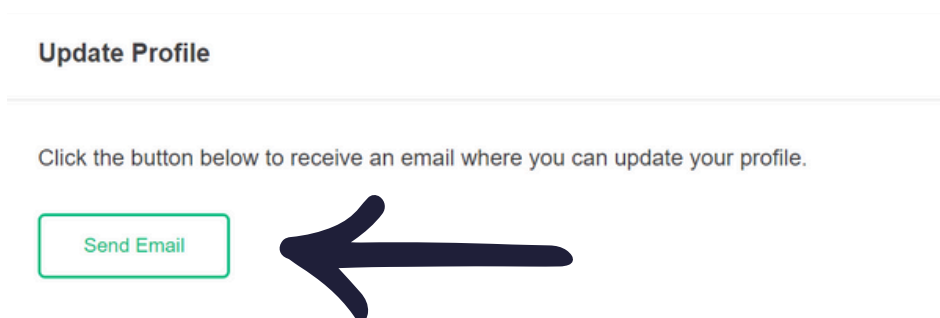 Update Profile
Click the button below to receive an email where you can update your profile.
Send Email